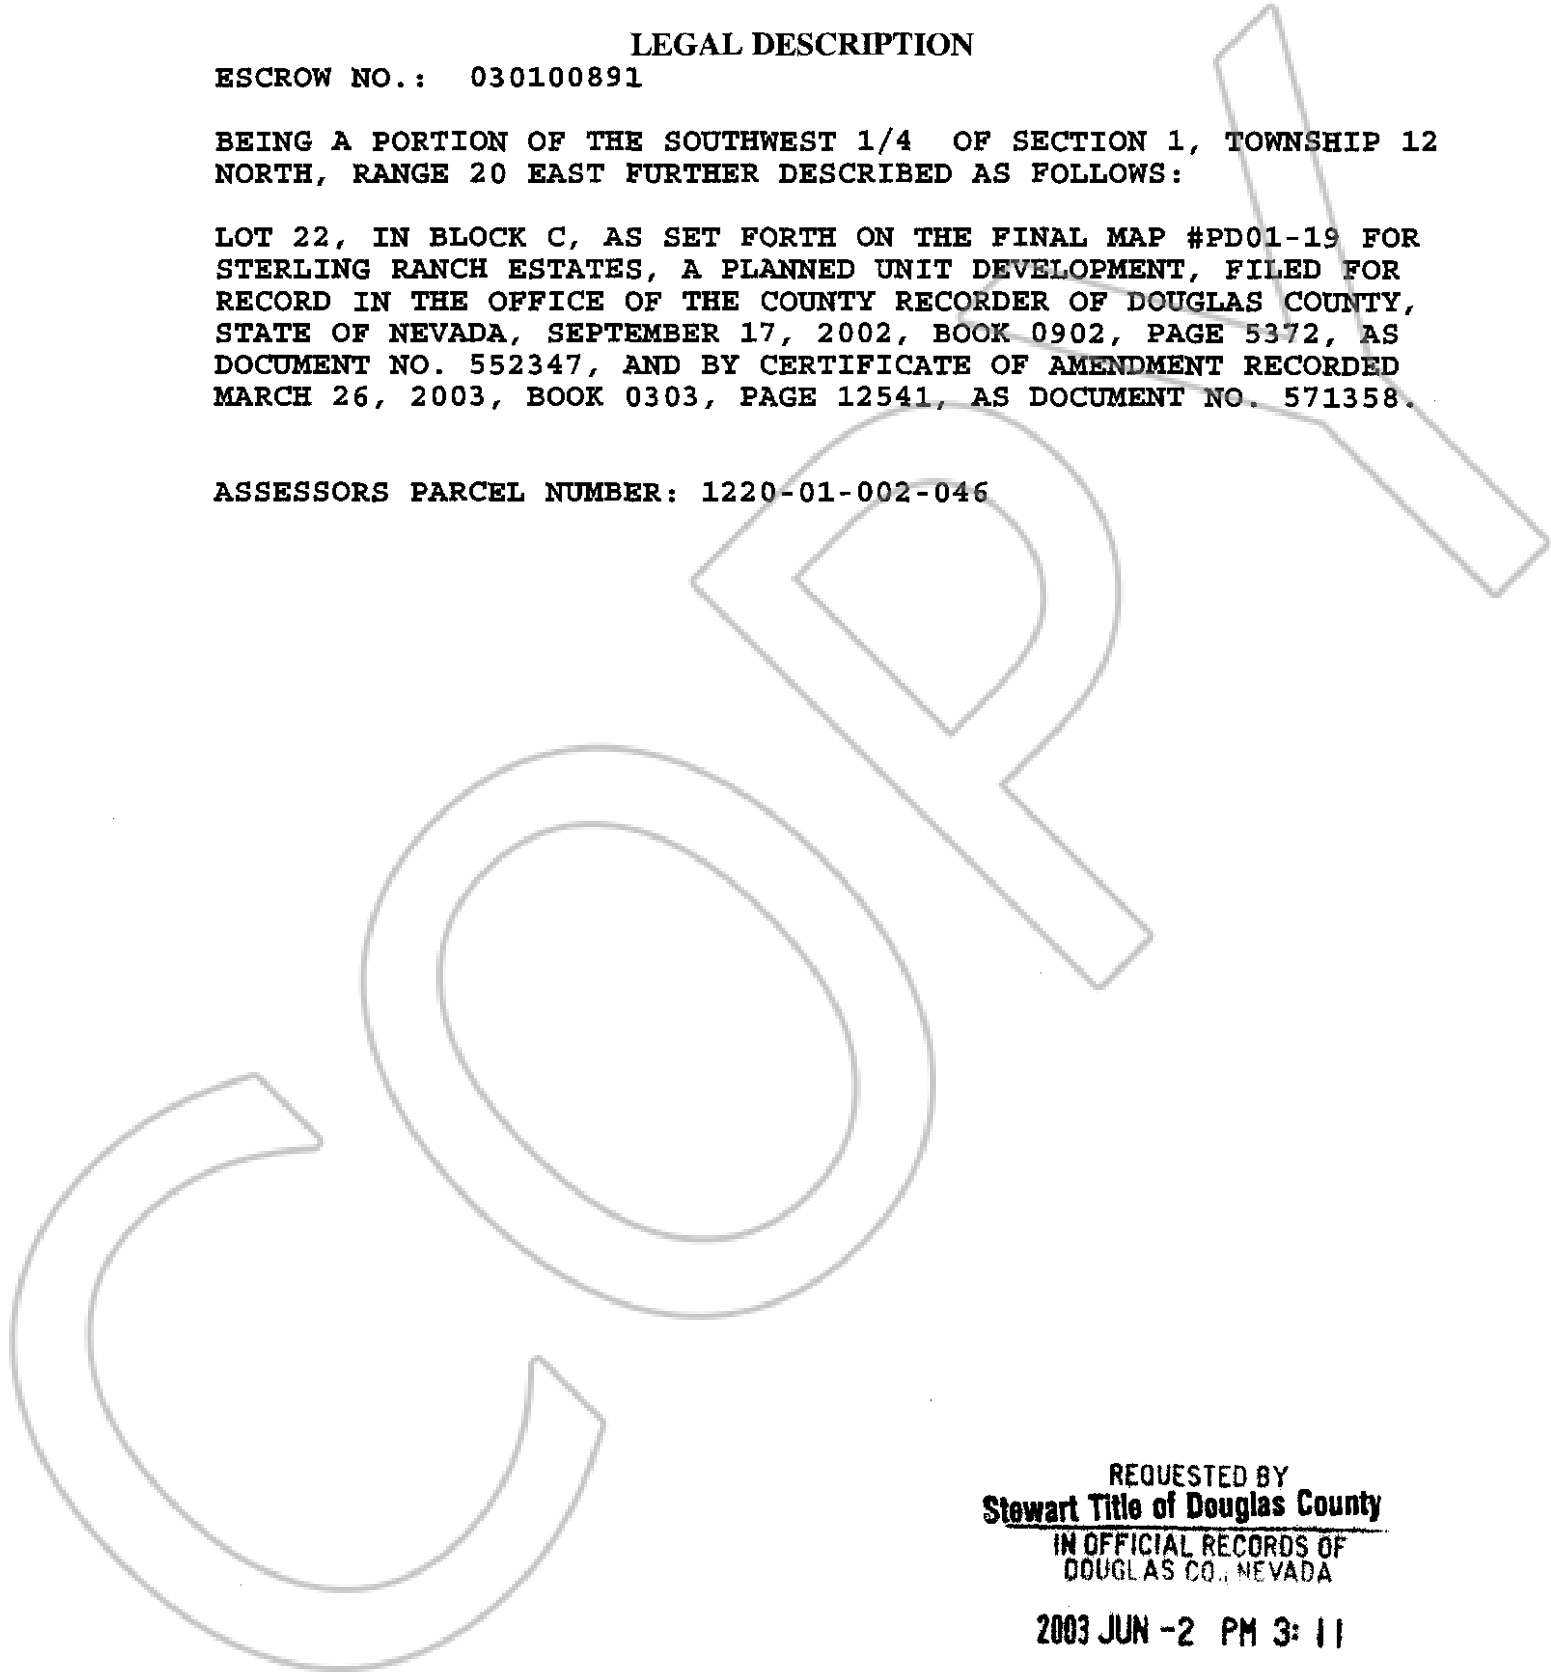 LEGAL DESCRIPTION
ESCROW NO.: 030100891
BEING A PORTION OF THE SOUTHWEST 1/4 OF SECTION 1, TOWNSHIP 12
NORTH, RANGE 20 EAST FURTHER DESCRIBED AS FOLLOWS:
LOT 22, IN BLOCK C, AS SET FORTH ON THE FINAL MAP #PD01-19 FOR
STERLING RANCH ESTATES, A PLANNED UNIT DEVELOPMENT, FILED FOR
RECORD IN THE OFFICE OF THE COUNTY RECORDER OF DOUGLAS COUNTY,
STATE OF NEVADA, SEPTEMBER 17, 2002, BOOK 0902, PAGE 5372, AS
DOCUMENT NO. 552347, AND BY CERTIFICATE OF AMENDMENT RECORDED
MARCH 26, 2003, BOOK 0303, PAGE 12541, AS DOCUMENT NO. 571358.
ASSESSORS PARCEL NUMBER: 1220-01-002-046
COPY
REQUESTED BY
Stewart Title of Douglas County
IN OFFICIAL RECORDS OF
DOUGLAS CO., NEVADA
2003 JUN -2 PM 3: 11